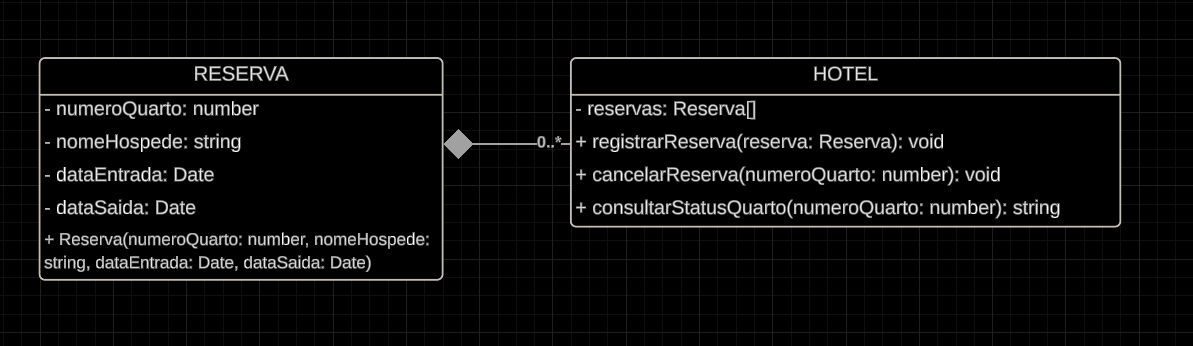 RESERVA
- numeroQuarto: number
- nomeHospede: string
- dataEntrada: Date
- dataSaida: Date
+ Reserva(numeroQuarto: number, nomeHospede:
string, dataEntrada: Date, dataSaida: Date)
0..*
HOTEL
- reservas: Reserva[]
+ registrarReserva(reserva: Reserva): void
+ cancelarReserva(numeroQuarto: number): void
+ consultarStatusQuarto(numeroQuarto: number): string